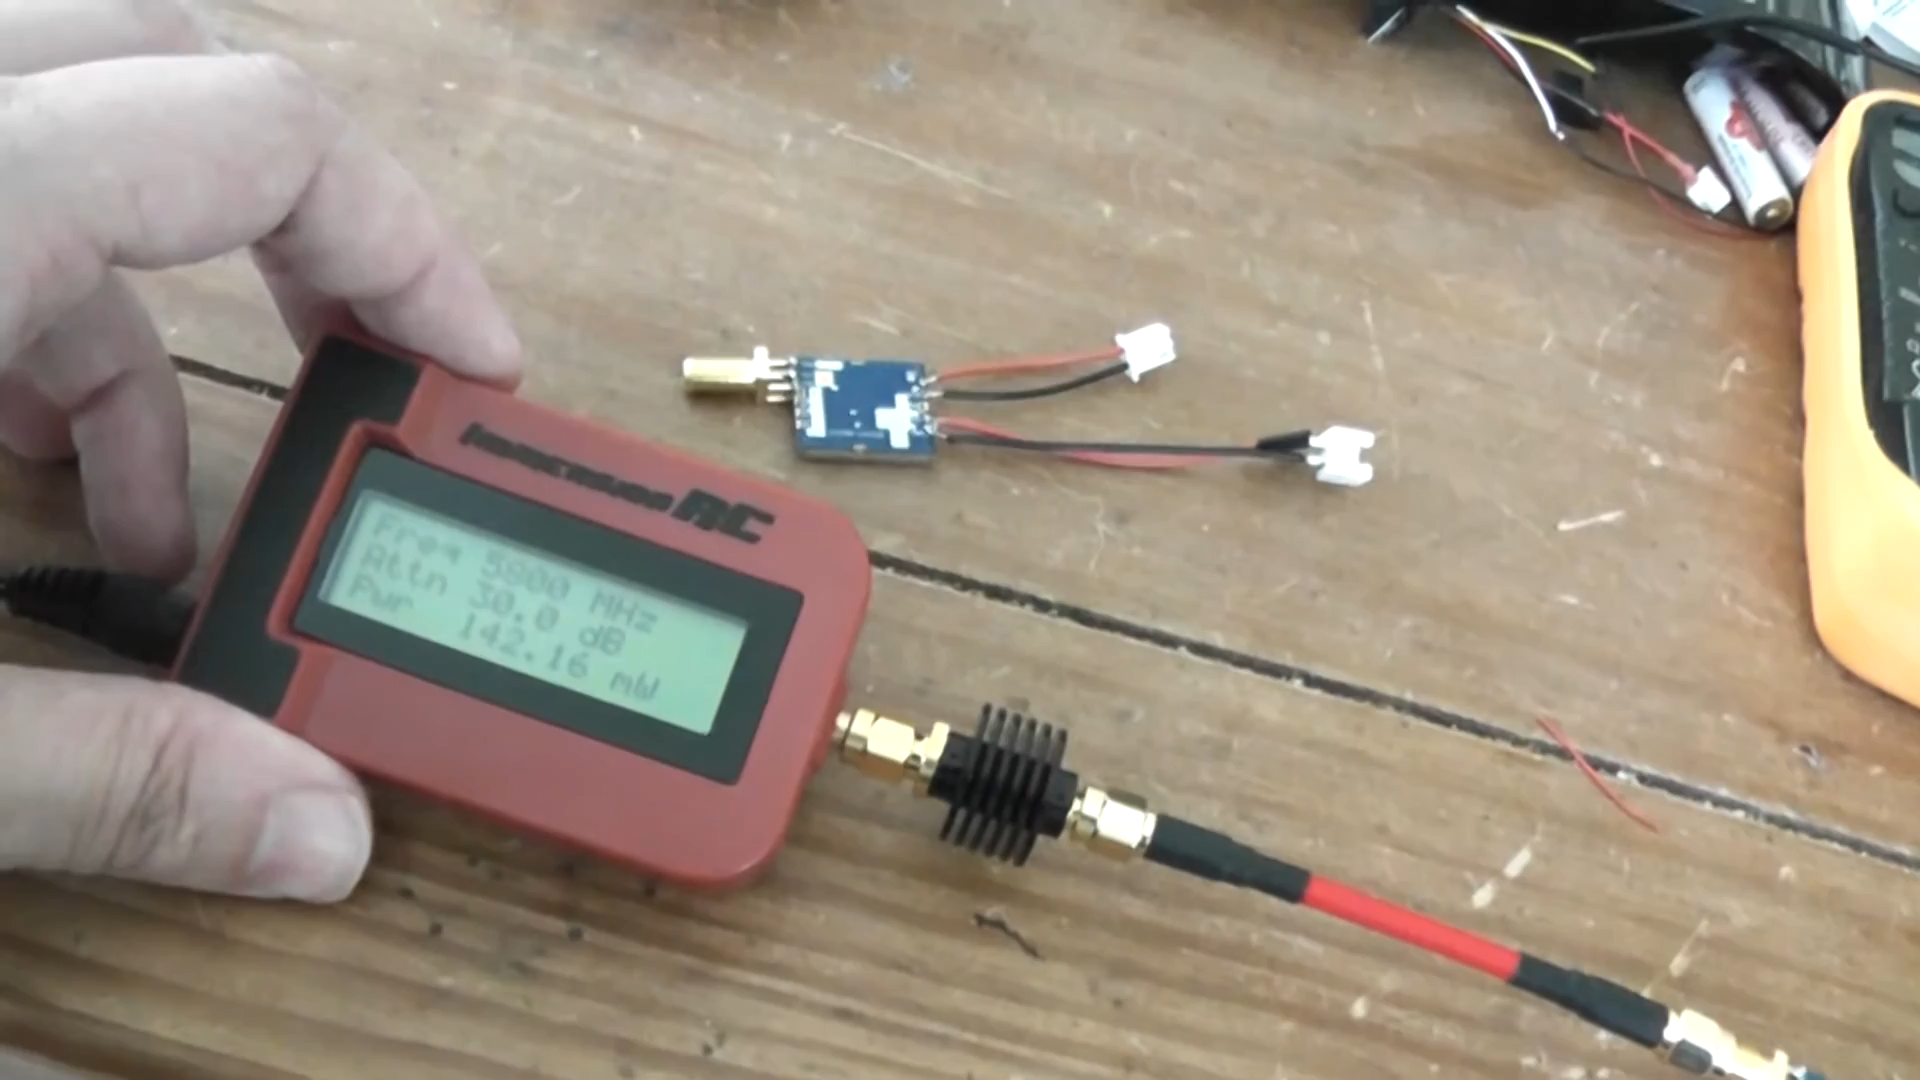 ImmersionRC
Freq 5800 MHz
Attn 30.0 dB
Pwr
142.16 mW